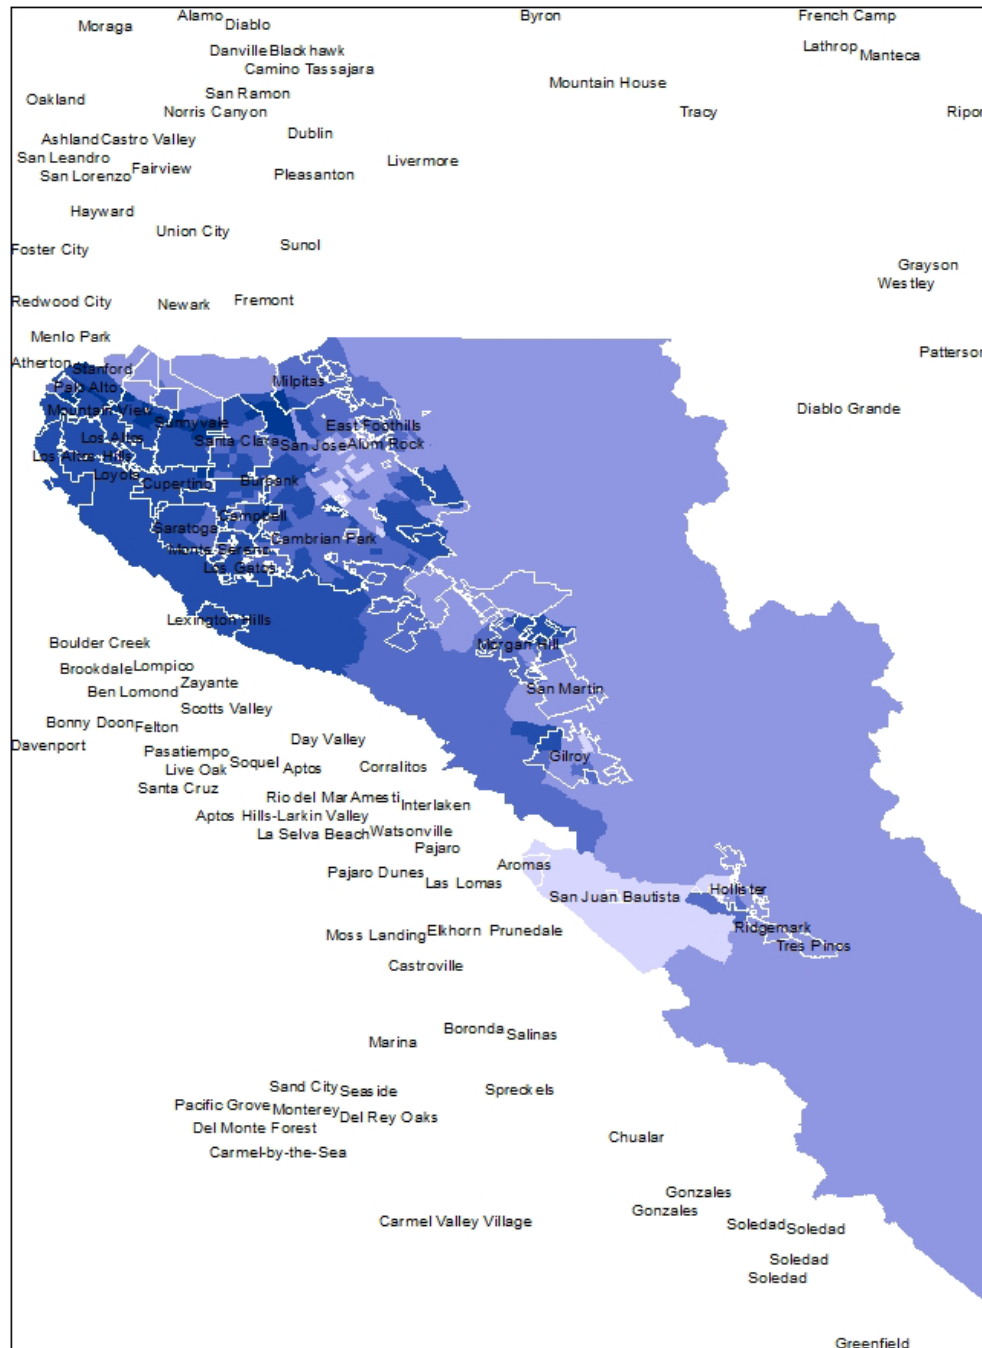 Alamo
Byron
French Camp
Moraga
Diablo
Danville Blackhawk
Lathrop
Manteca
Camino Tassajara
Mountain House
San Ramon
Oakland
Norris Canyon
Tracy
Ripon
Dublin
Ashland Castro Valley
San Leandro
Livermore
Fairview
San Lorenzo
Pleasanton
Hayward
Union City
Sunol
Foster City
Grayson
Westley
Redwood City
Newark
Fremont
Menlo Park
Patterson
Atherton
Stanford
Milpitas
Palo Alto
Mountain View
Diablo Grande
Sunnyvale
East Foothills
Los Altos
Santa Clara
San Jose
Alum Rock
Los Altos Hills
Loyola
Cupertino
Burbank
Campbell
Saratoga
Cambrian Park
Monte Sereno
Los Gatos
Lexington Hills
Boulder Creek
Morgan Hill
Brookdale
Lompico
Zayante
Ben Lomond
San Martin
Scotts Valley
Bonny Doon
Felton
Davenport
Day Valley
Pasatiempo
Gilroy
Soquel
Live Oak
Aptos
Corralitos
Santa Cruz
Rio del Mar
Amesti
Interlaken
Aptos Hills-Larkin Valley
La Selva Beach
Watsonville
Pajaro
Aromas
Pajaro Dunes
Las Lomas
Hollister
San Juan Bautista
Ridgemark
Moss Landing
Elkhorn
Prunedale
Tres Pinos
Castroville
Boronda
Salinas
Marina
Sand City
Seaside
Spreckels
Pacific Grove
Monterey
Del Rey Oaks
Del Monte Forest
Chualar
Carmel-by-the-Sea
Gonzales
Gonzales
Carmel Valley Village
Soledad
Soledad
Soledad
Soledad
Greenfield